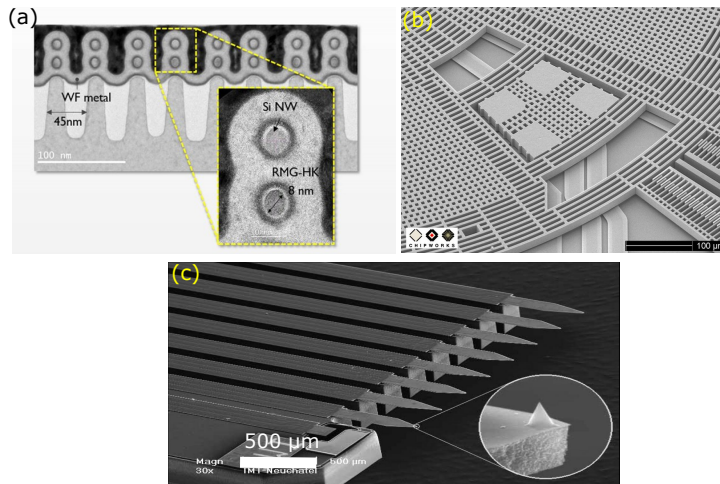 (a)
WF metal
45nm
100 nm
Si NW
RMG-HK
8 nm
(b)
CHIPWORKS
100 µm
(c)
500 µm
Magn
30x
IMT-Neuchatel
500 µm